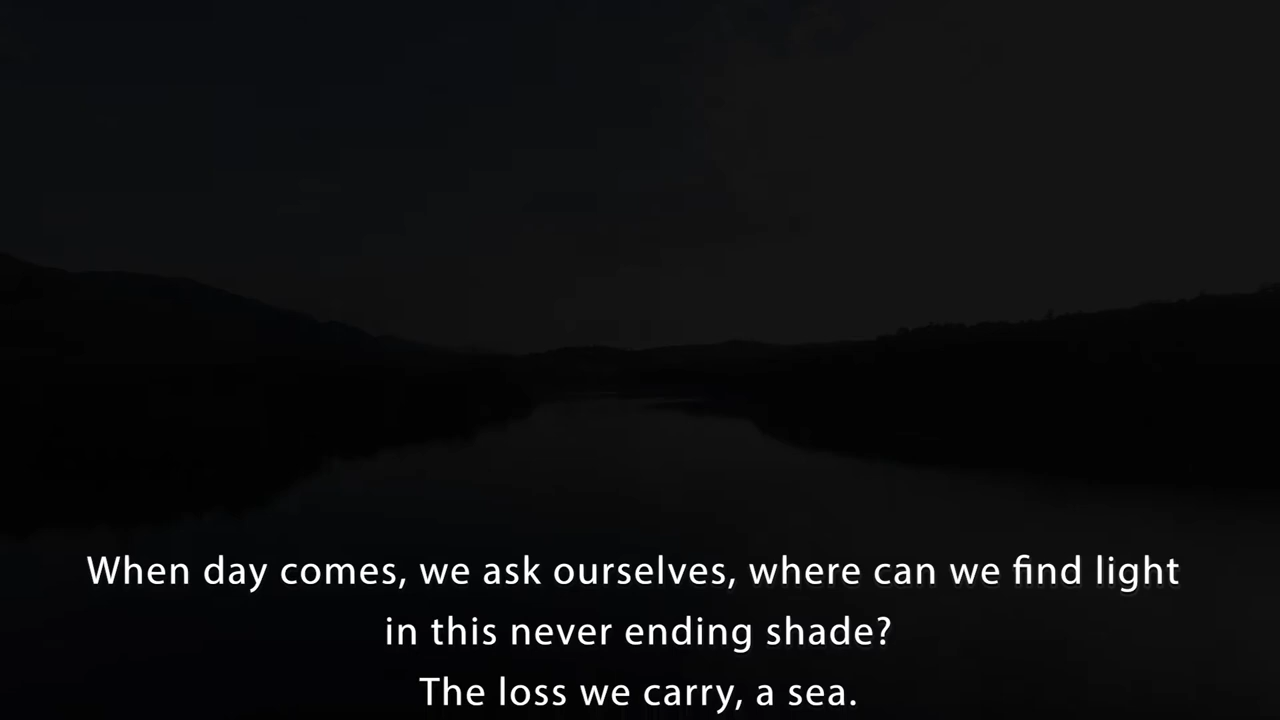 When day comes, we ask ourselves, where can we find light
in this never ending shade?
The loss we carry, a sea.